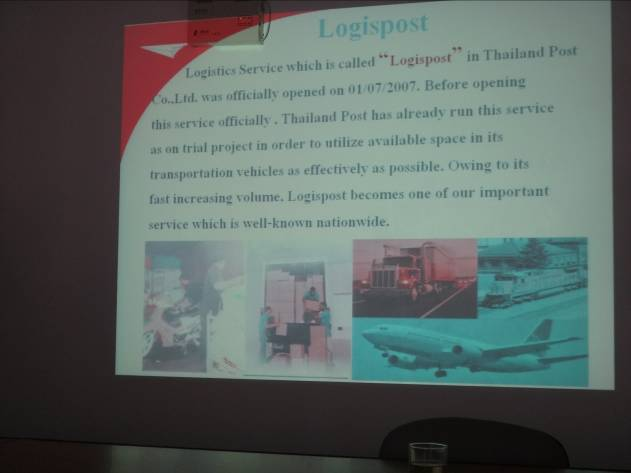 Logispost
Logistics Service which is called “Logispost” in Thailand Post
Co.,Ltd. was officially opened on 01/07/2007. Before opening
this service officially . Thailand Post has already run this service
as on trial project in order to utilize available space in its
transportation vehicles as effectively as possible. Owing to its
fast increasing volume, Logispost becomes one of our important
service which is well-known nationwide.